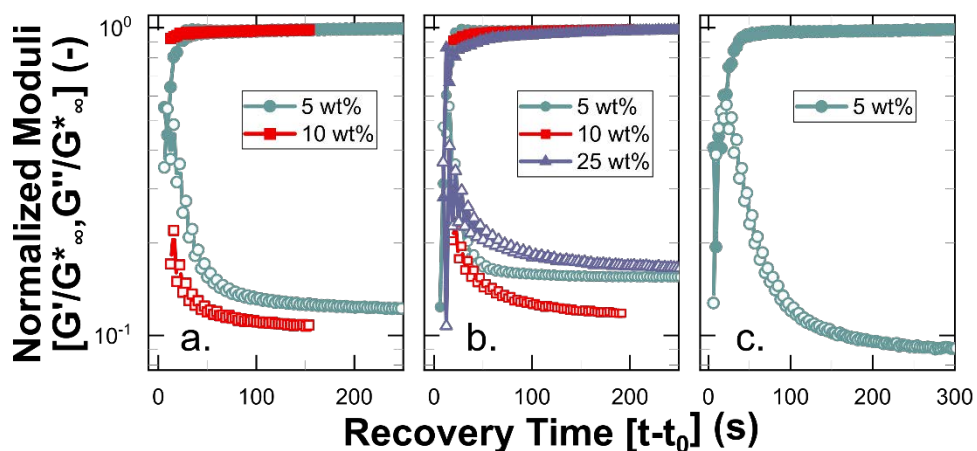 Normalized Moduli
[G'/G*∞,G''/G*∞] (-)
10⁰
10⁻¹
5 wt%
10 wt%
a.
0 100 200
5 wt%
10 wt%
25 wt%
b.
0 100 200
5 wt%
c.
0 100 200 300
Recovery Time [t-t₀] (s)